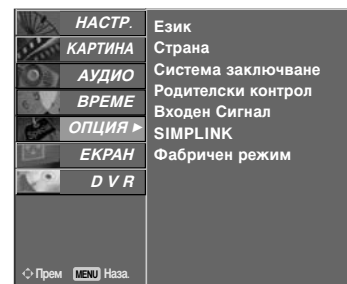 НАСТР.
КАРТИНА
АУДИО
ВРЕМЕ
ОПЦИЯ ►
ЕКРАН
D V R
Език
Страна
Система заключване
Родителски контрол
Входен Сигнал
SIMPLINK
Фабричен режим
Прем MENU Наза.